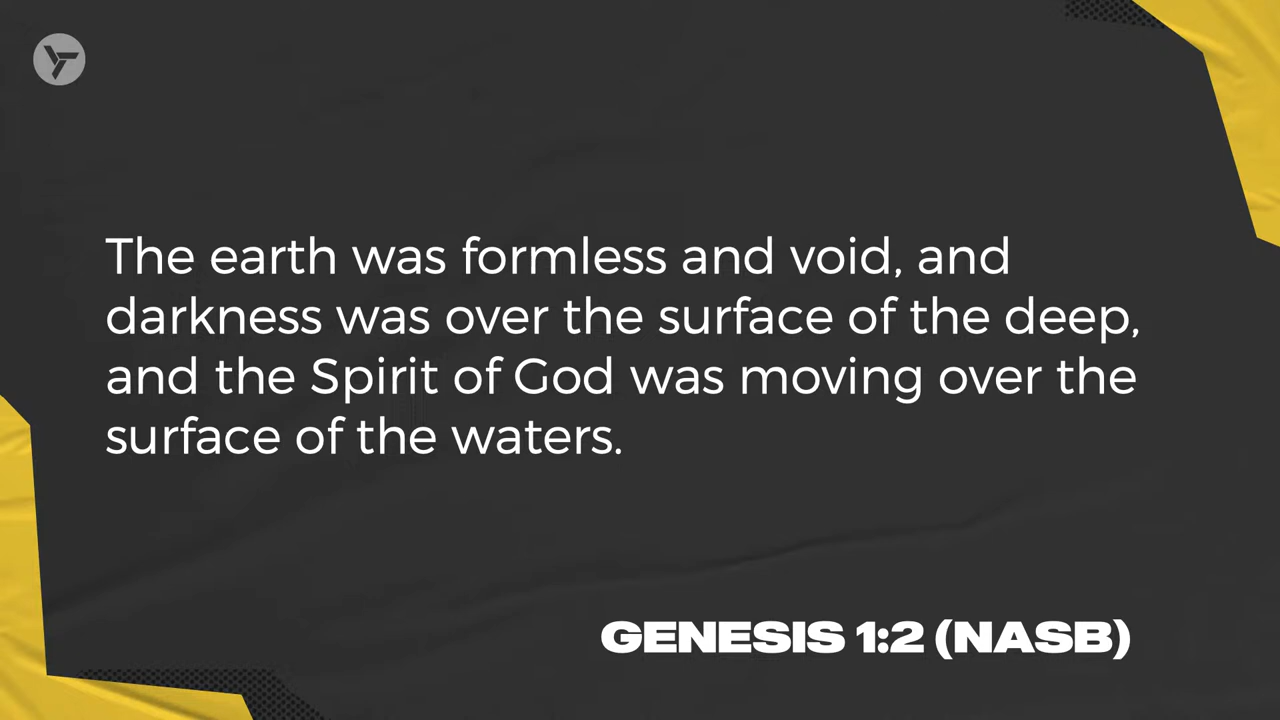 The earth was formless and void, and
darkness was over the surface of the deep,
and the Spirit of God was moving over the
surface of the waters.
GENESIS 1:2 (NASB)